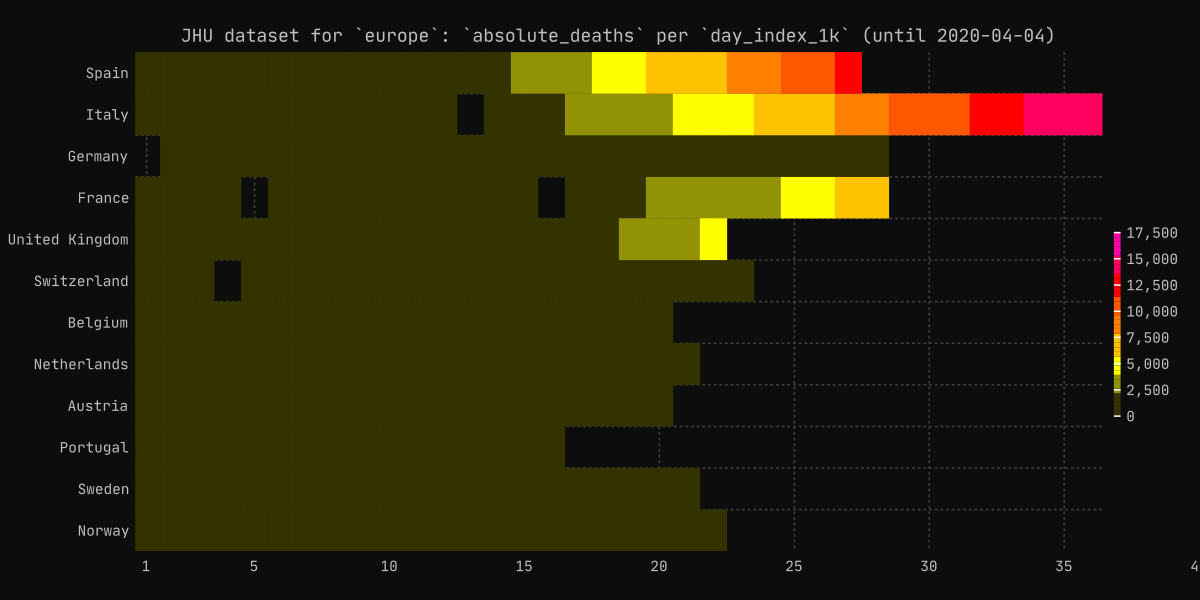 JHU dataset for `europe`: `absolute_deaths` per `day_index_1k` (until 2020-04-04)
Spain
Italy
Germany
France
United Kingdom
Switzerland
Belgium
Netherlands
Austria
Portugal
Sweden
Norway
17,500
15,000
12,500
10,000
7,500
5,000
2,500
0
1 5 10 15 20 25 30 35 4